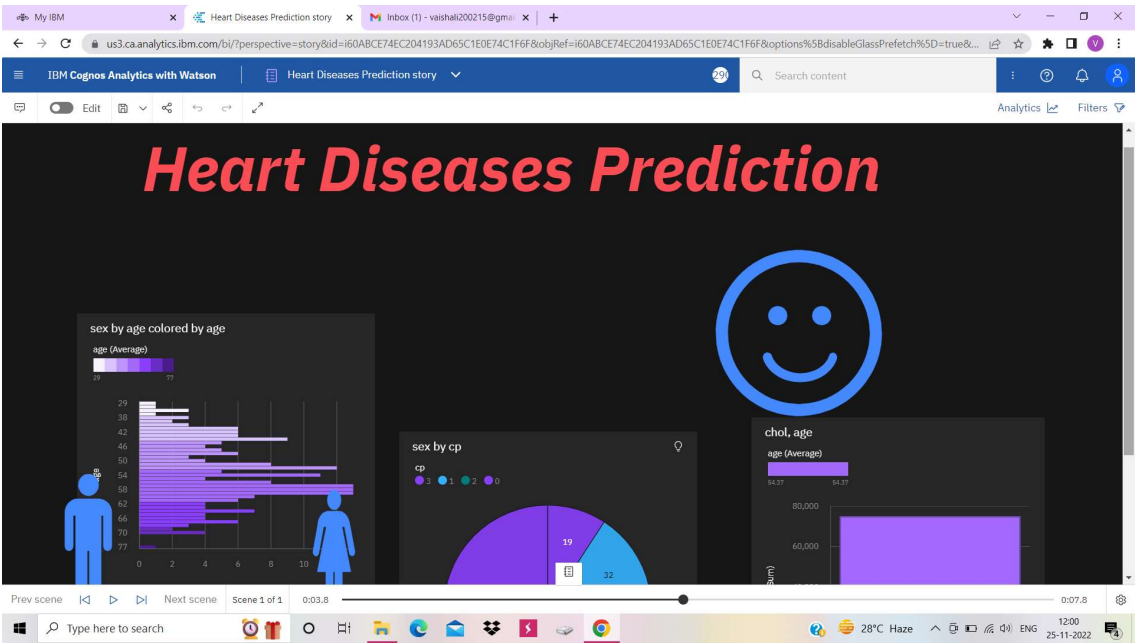 My IBM
Heart Diseases Prediction story
Inbox (1) - vaishali200215@gmai
us3.ca.analytics.ibm.com/bi/?perspective=story&id=i60ABCE74EC204193AD65C1E0E74C1F6F&objRef=i60ABCE74EC204193AD65C1E0E74C1F6F&options%5BdisableGlassPrefetch%5D=true&...
V
IBM Cognos Analytics with Watson
Heart Diseases Prediction story
290
Search content
Edit
Analytics
Filters
Heart Diseases Prediction
sex by age colored by age
age (Average)
29 77
29
38
42
46
50
54
58
62
66
70
77
age
0 2 4 6 8 10
sex by cp
cp
3 1 2 0
19
32
chol, age
age (Average)
54.37 54.37
80,000
60,000
Prev scene
Next scene
Scene 1 of 1
0:03.8
0:07.8
Type here to search
28°C Haze
ENG
12:00
25-11-2022
4